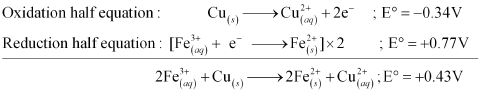 Oxidation half equation : Cu(s) ⟶ Cu²⁺(aq) + 2e⁻ ; E° = −0.34V
Reduction half equation : [Fe³⁺(aq) + e⁻ ⟶ Fe²⁺(s)] × 2 ; E° = +0.77V
2Fe³⁺(aq) + Cu(s) ⟶ 2Fe²⁺(s) + Cu²⁺(aq) ; E° = +0.43V